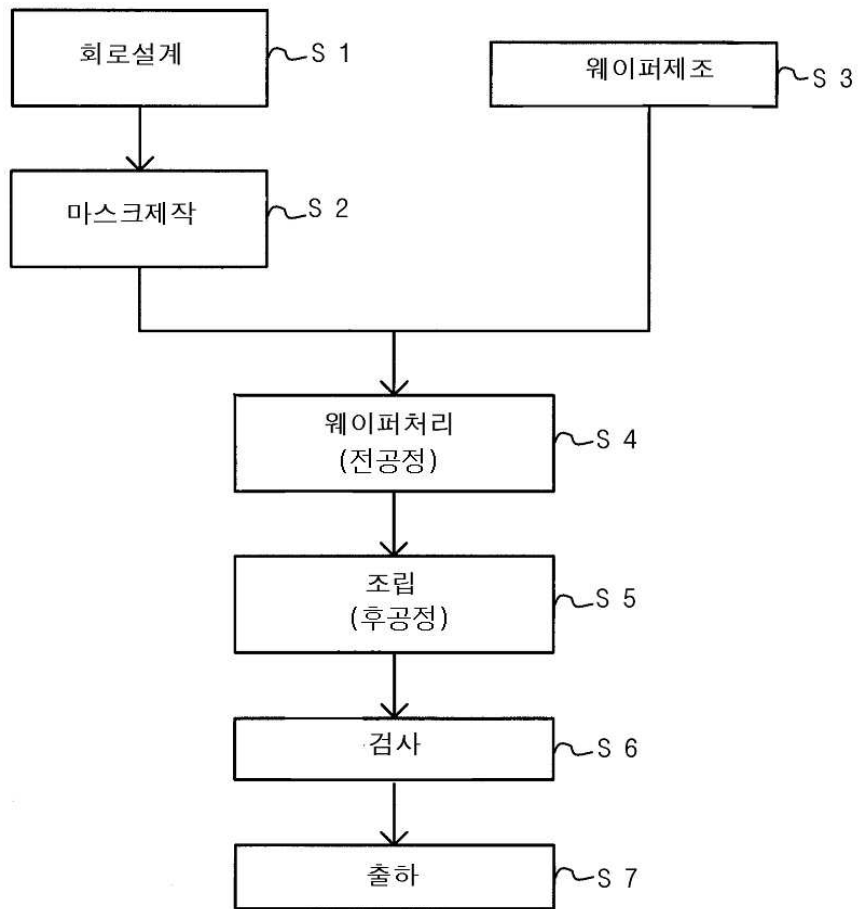 회로설계
S 1
웨이퍼제조
S 3
마스크제작
S 2
웨이퍼처리
(전공정)
S 4
조립
(후공정)
S 5
검사
S 6
출하
S 7